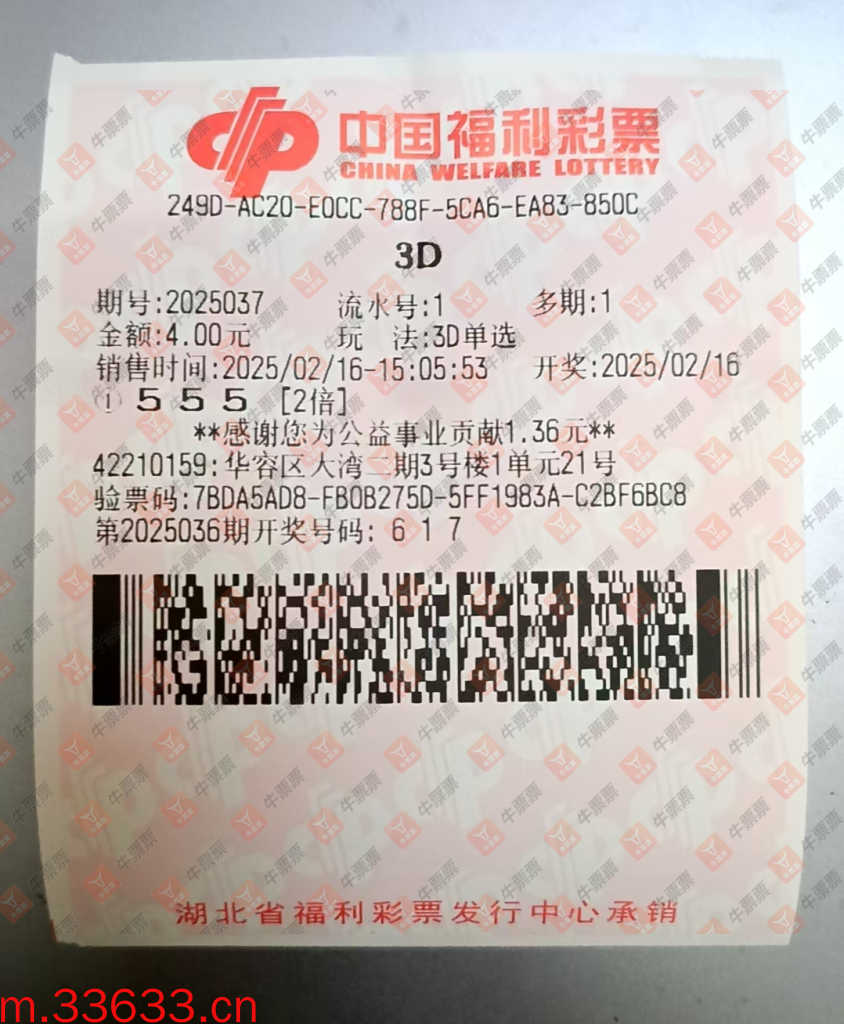 中国福利彩票
CHINA WELFARE LOTTERY
249D-AC20-E0CC-788F-5CA6-EA83-850C
3D
期号:2025037 流水号:1 多期:1
金额:4.00元 玩 法:3D单选
销售时间:2025/02/16-15:05:53 开奖:2025/02/16
① 5 5 5 [2倍]
**感谢您为公益事业贡献1.36元**
42210159:华容区大湾二期3号楼1单元21号
验票码:7BDA5AD8-FB0B275D-5FF1983A-C2BF6BC8
第2025036期开奖号码: 6 1 7
湖北省福利彩票发行中心承销
牛票票
m.33633.cn